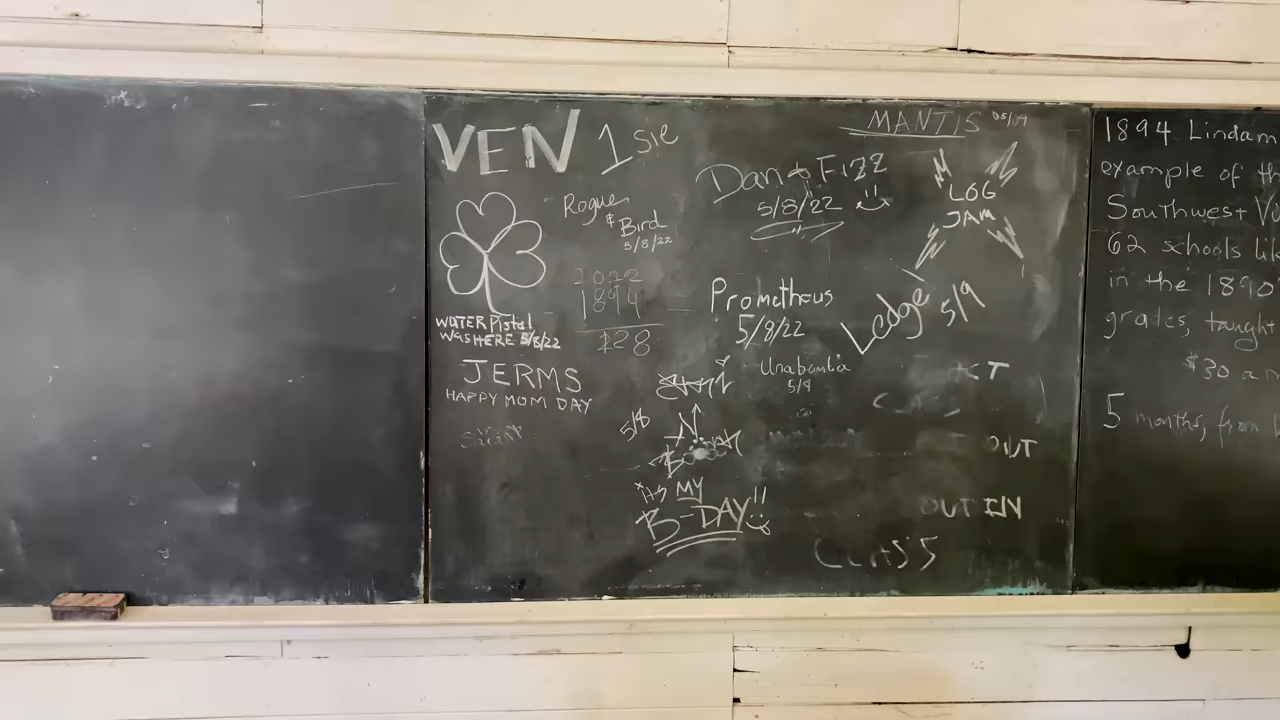 VEN 1 sie
MANTIS 05/09
Dan & Fizz
5/8/22
LOG
JAM
Rogue
& Bird
5/8/22
2022
1894
128
WATER Pistol
WAS HERE 5/8/22
Prometheus
5/8/22
Ledge!
5/9
Unabomba
5/9
JERMS
HAPPY MOM DAY
5/8
N
it's MY
B-DAY!!
OUT
OUT IN
1894 Lindam
example of th
Southwest V
62 schools lik
in the 1890'
grades, taught
$30 a m
5 months, from